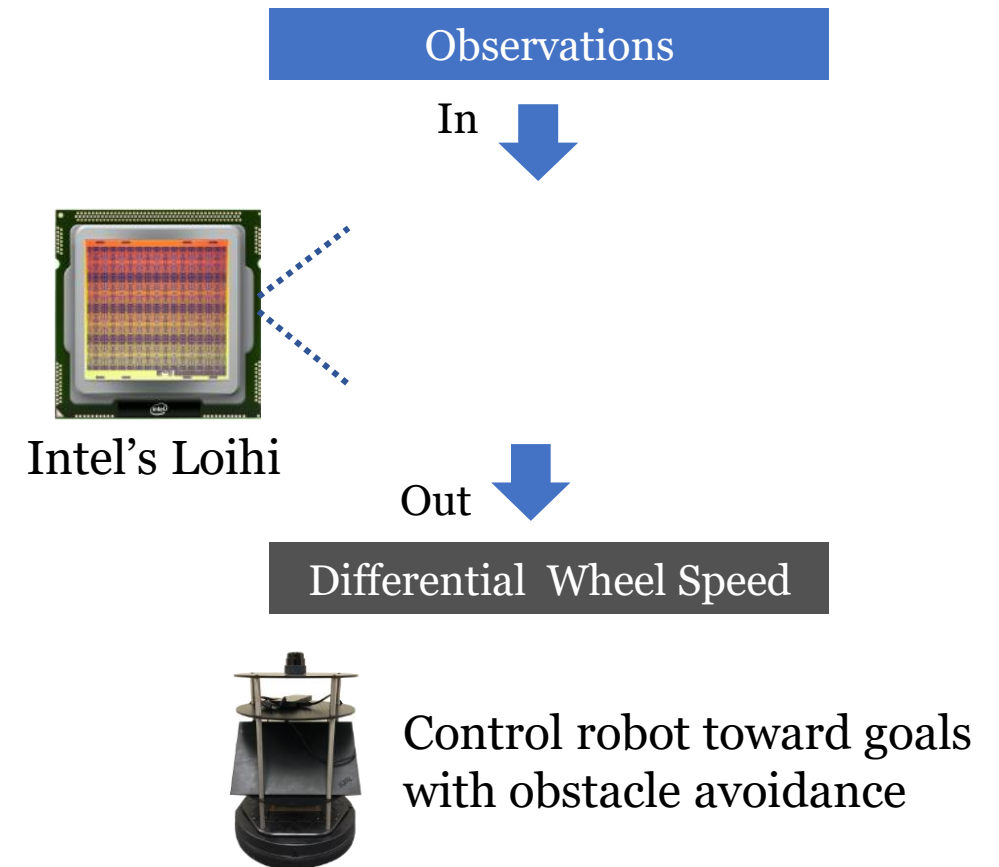 Observations
In
Intel's Loihi
Out
Differential Wheel Speed
Control robot toward goals
with obstacle avoidance